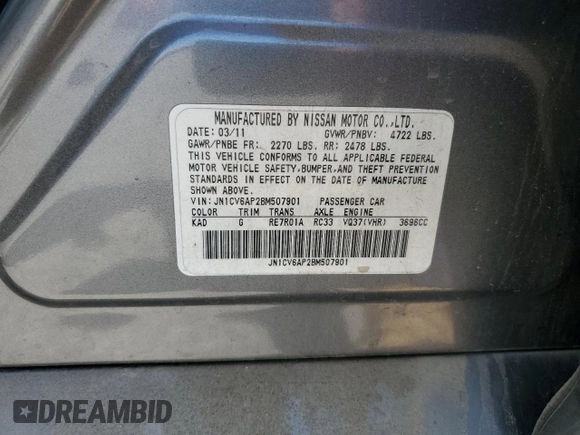 MANUFACTURED BY NISSAN MOTOR CO.,LTD.
DATE: 03/11 GVWR/PNBV: 4722 LBS.
GAWR/PNBE FR: 2270 LBS. RR: 2478 LBS.
THIS VEHICLE CONFORMS TO ALL APPLICABLE FEDERAL
MOTOR VEHICLE SAFETY,BUMPER,AND THEFT PREVENTION
STANDARDS IN EFFECT ON THE DATE OF MANUFACTURE
SHOWN ABOVE.
VIN: JN1CV6AP2BM507901 PASSENGER CAR
COLOR TRIM TRANS AXLE ENGINE
KAD G RE7R01A RC33 VQ37(VHR) 3696CC
JN1CV6AP2BM507901
DREAMBID